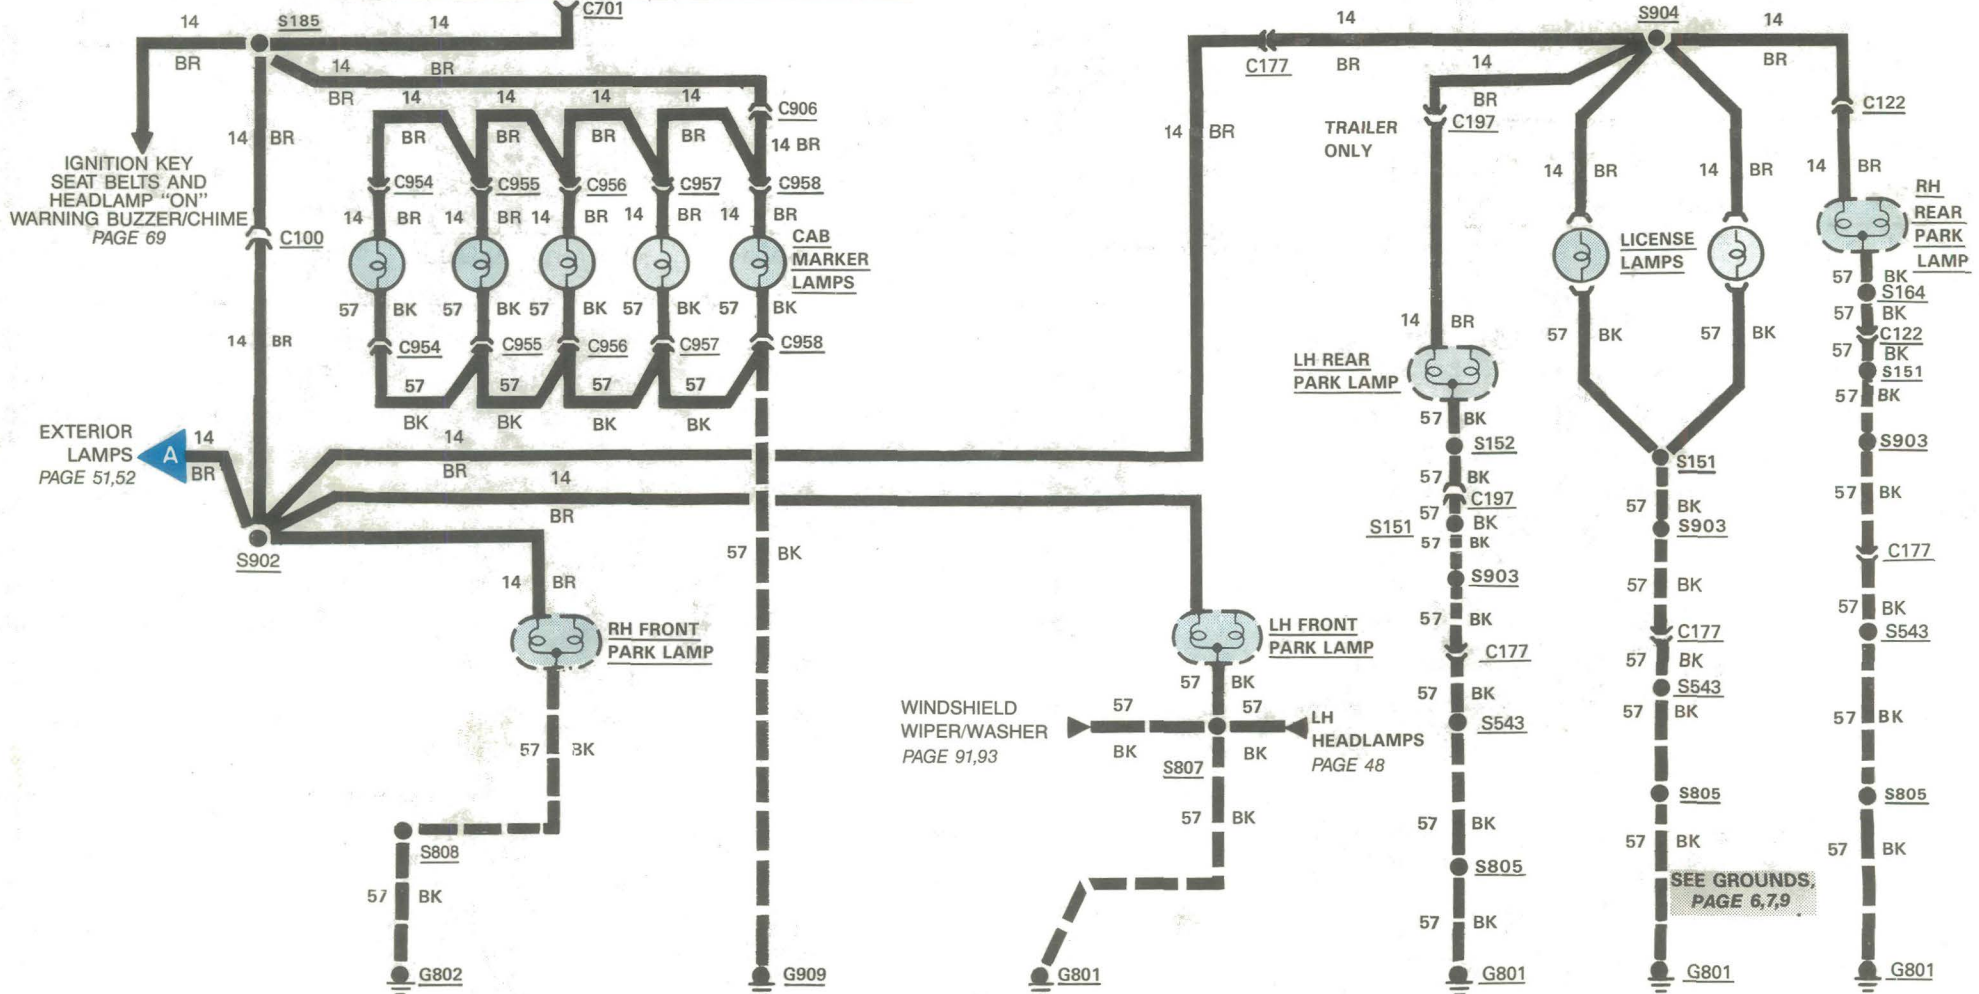 C701
14
S185
14
BR
BR
14
BR
C906
14 BR
14
BR
14
BR
14
BR
14
BR
14
BR
IGNITION KEY
SEAT BELTS AND
HEADLAMP "ON"
WARNING BUZZER/CHIME
PAGE 69
C100
C954
C955
C956
C957
C958
14
BR
14
BR
14
BR
14
BR
14
BR
CAB
MARKER
LAMPS
57
BK
57
BK
57
BK
57
BK
57
BK
C954
C955
C956
C957
C958
57
BK
57
BK
57
BK
57
BK
14
BR
EXTERIOR
LAMPS
PAGE 51,52
A
14
BR
14
BR
14
BR
S902
14
BR
RH FRONT
PARK LAMP
57
BK
S808
57
BK
G802
57
BK
G909
14
C177
BR
14
BR
S904
14
BR
14
BR
TRAILER
ONLY
C197
C122
14
BR
14
BR
14
BR
RH
REAR
PARK
LAMP
LICENSE
LAMPS
14
BR
LH REAR
PARK LAMP
57
BK
S152
57
BK
C197
57
BK
S151
57
BK
S903
57
BK
C177
57
BK
S543
57
BK
S805
57
BK
G801
57
BK
57
BK
S151
57
BK
S903
57
BK
C177
57
BK
S543
57
BK
S805
57
BK
SEE GROUNDS,
PAGE 6,7,9
G801
57
BK
S164
57
BK
C122
57
BK
S151
57
BK
S903
57
BK
C177
57
BK
S543
57
BK
S805
57
BK
G801
LH FRONT
PARK LAMP
57
BK
WINDSHIELD
WIPER/WASHER
PAGE 91,93
57
BK
57
BK
LH
HEADLAMPS
PAGE 48
S807
57
BK
G801